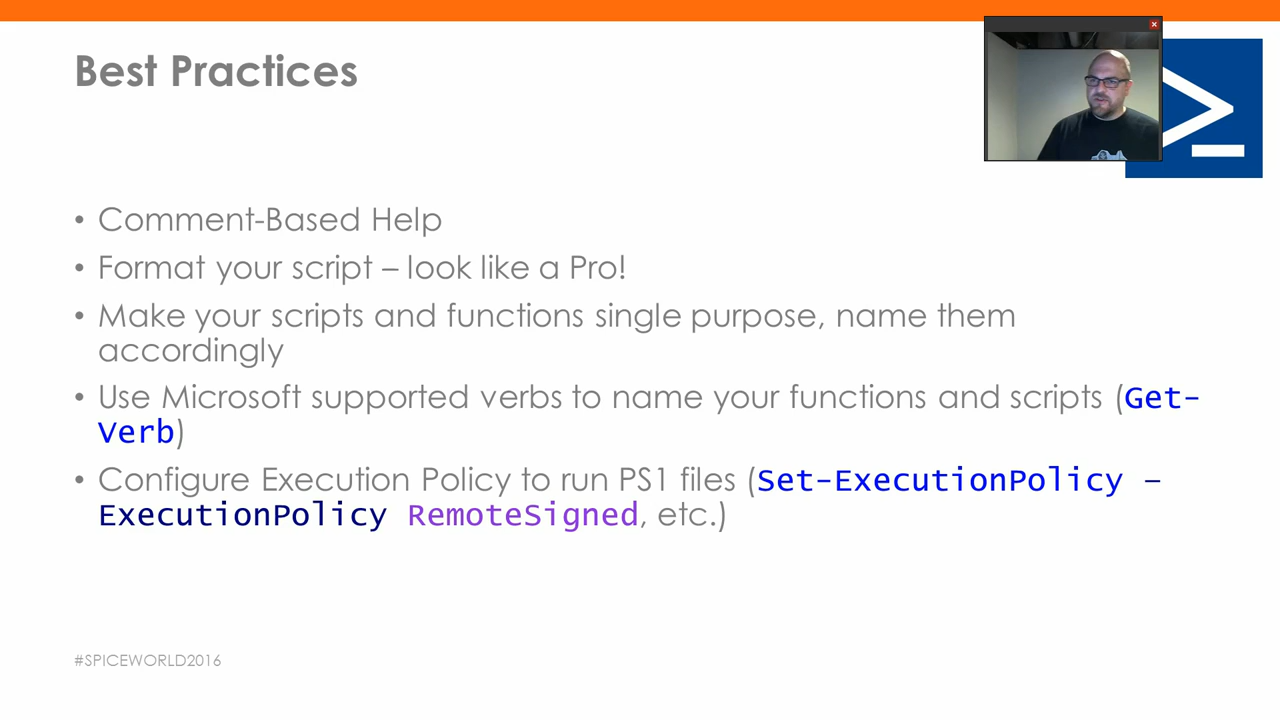 Best Practices
• Comment-Based Help
• Format your script – look like a Pro!
• Make your scripts and functions single purpose, name them
accordingly
• Use Microsoft supported verbs to name your functions and scripts (Get-
Verb)
• Configure Execution Policy to run PS1 files (Set-ExecutionPolicy –
ExecutionPolicy RemoteSigned, etc.)
#SPICEWORLD2016